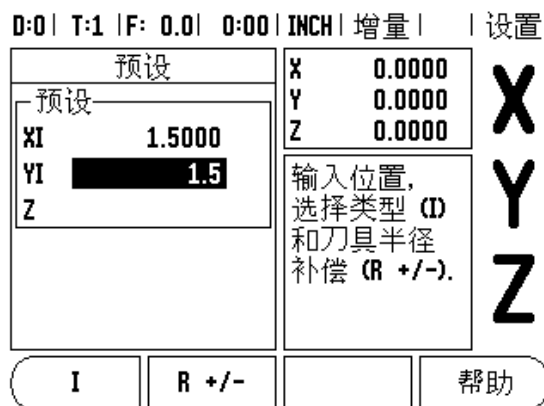 D:0 | T:1 | F: 0.0 | 0:00 | INCH | 增量 | | 设置
预设
预设
XI 1.5000
YI 1.5
Z
X 0.0000
Y 0.0000
Z 0.0000
输入位置,
选择类型 (I)
和刀具半径
补偿 (R +/-).
X
Y
Z
I
R +/-
帮助